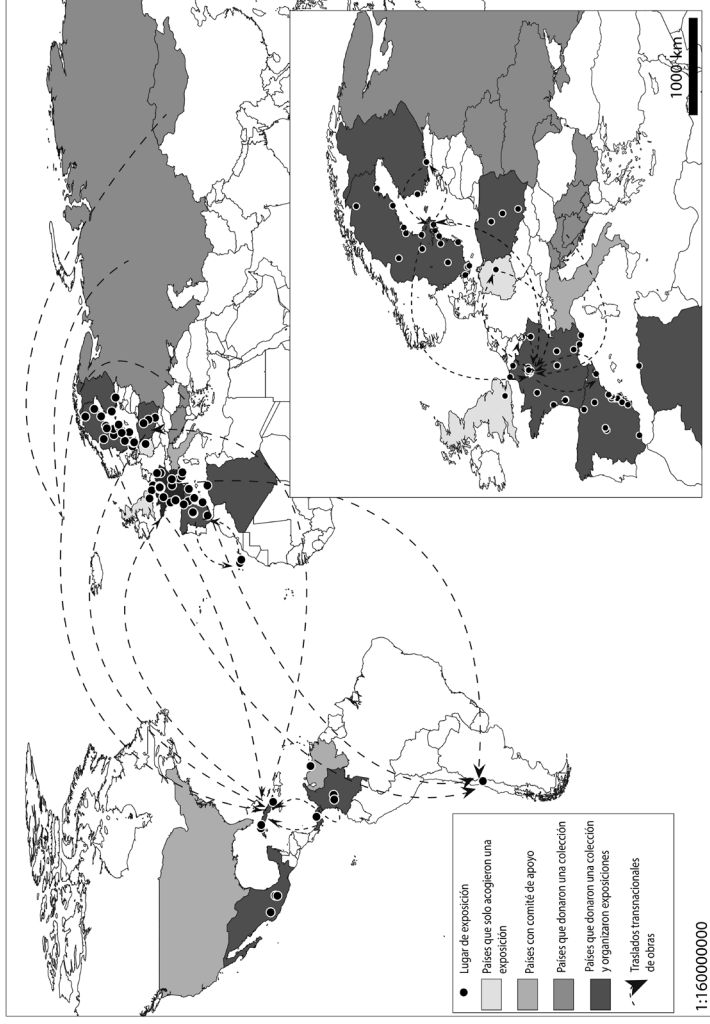 1000 km
Lugar de exposición
Países que solo acogieron una
exposición
Países con comité de apoyo
Países que donaron una colección
Países que donaron una colección
y organizaron exposiciones
Traslados transnacionales
de obras
1:160000000